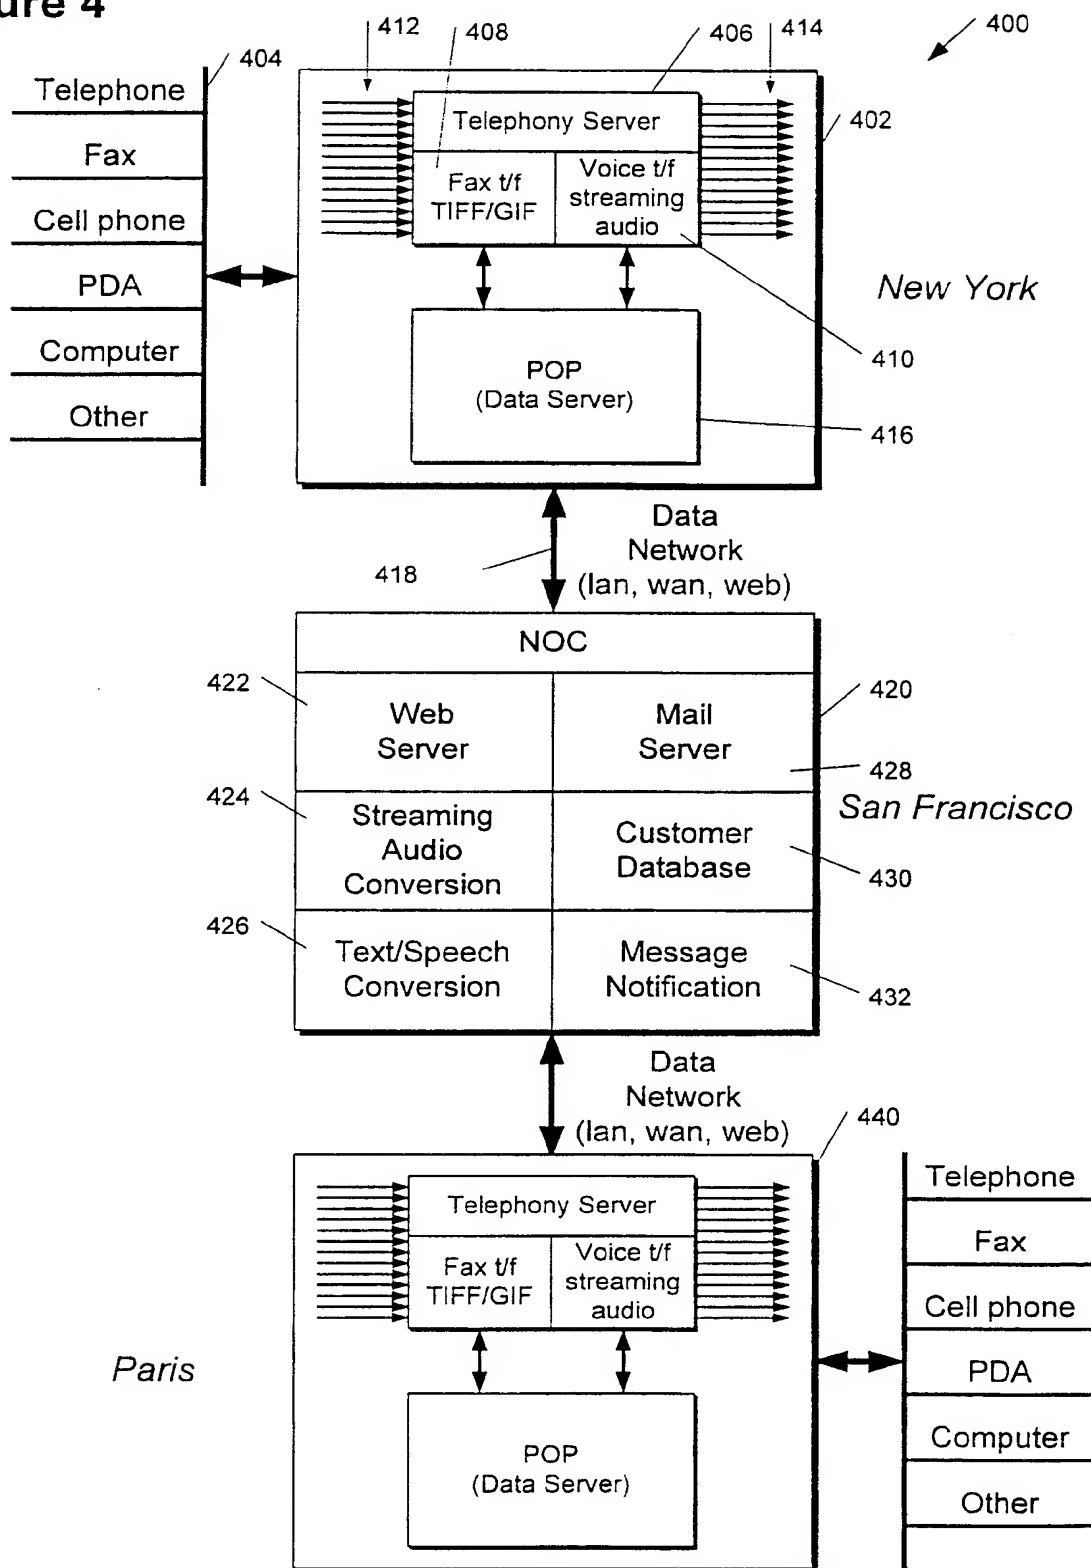 ure 4
412
408
406
414
400
404
402
Telephone
Fax
Cell phone
PDA
Computer
Other
Telephony Server
Fax t/f
TIFF/GIF
Voice t/f
streaming
audio
New York
410
POP
(Data Server)
416
418
Data
Network
(lan, wan, web)
NOC
422
Web
Server
Mail
Server
420
428
San Francisco
424
Streaming
Audio
Conversion
Customer
Database
430
426
Text/Speech
Conversion
Message
Notification
432
Data
Network
(lan, wan, web)
440
Telephony Server
Fax t/f
TIFF/GIF
Voice t/f
streaming
audio
Paris
POP
(Data Server)
Telephone
Fax
Cell phone
PDA
Computer
Other